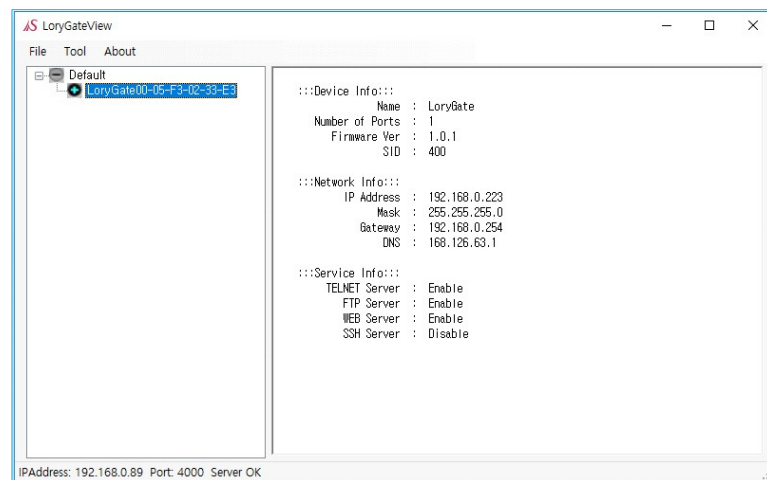 LoryGateView
File Tool About
Default
LoryGate00-05-F3-02-33-E3
:::Device Info:::
Name : LoryGate
Number of Ports : 1
Firmware Ver : 1.0.1
SID : 400
:::Network Info:::
IP Address : 192.168.0.223
Mask : 255.255.255.0
Gateway : 192.168.0.254
DNS : 168.126.63.1
:::Service Info:::
TELNET Server : Enable
FTP Server : Enable
WEB Server : Enable
SSH Server : Disable
IPAddress: 192.168.0.89 Port: 4000 Server OK